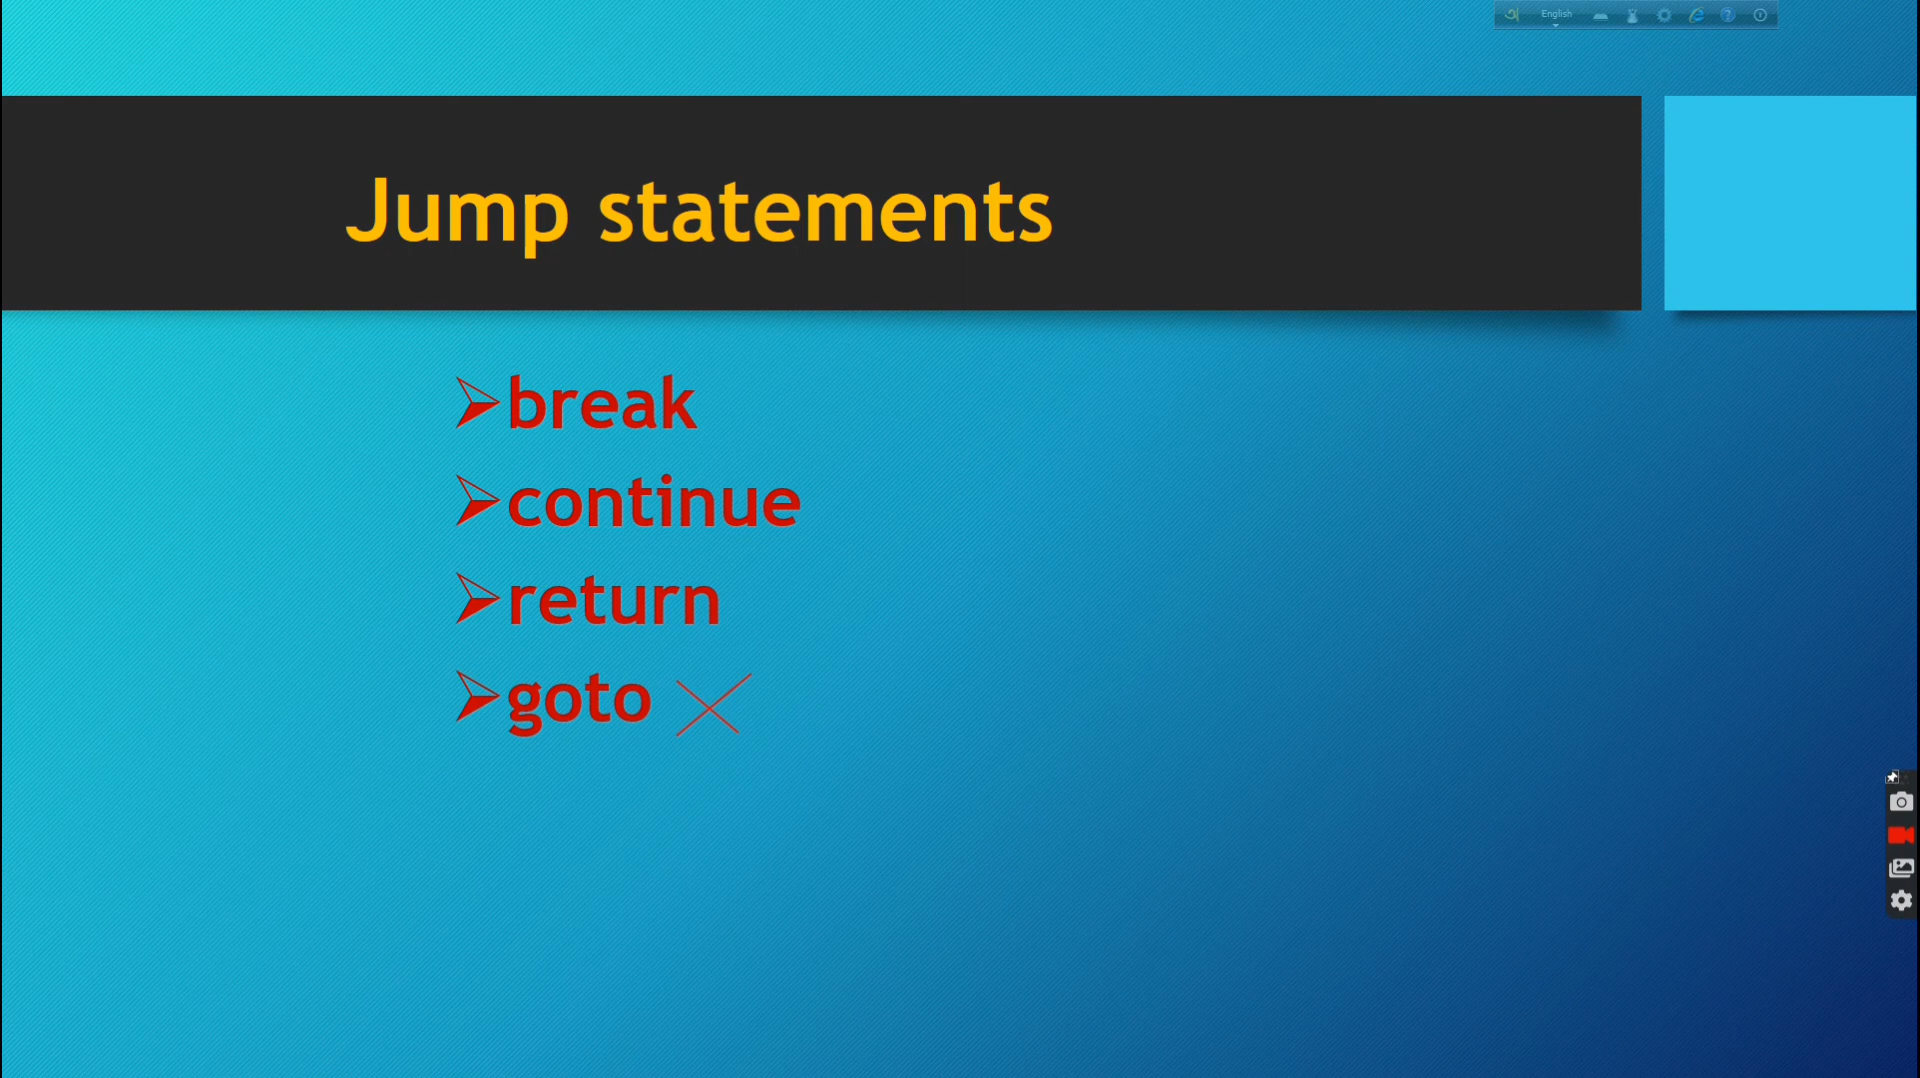 English
Jump statements
break
continue
return
goto